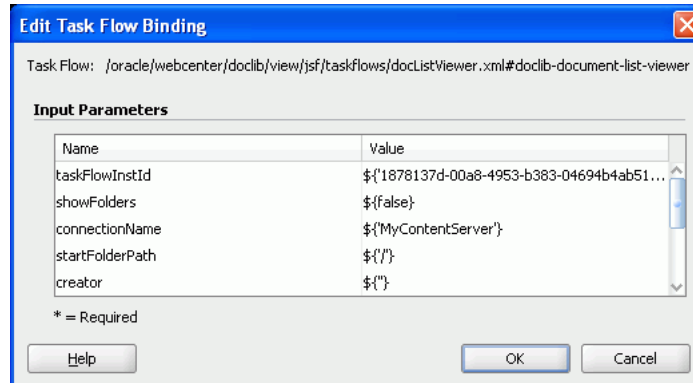 Edit Task Flow Binding
Task Flow: /oracle/webcenter/doclib/view/jsf/taskflows/docListViewer.xml#doclib-document-list-viewer
Input Parameters
Name Value
taskFlowInstId ${'1878137d-00a8-4953-b383-04694b4ab51...
showFolders ${false}
connectionName ${'MyContentServer'}
startFolderPath ${'/'}
creator ${''}
* = Required
Help OK Cancel